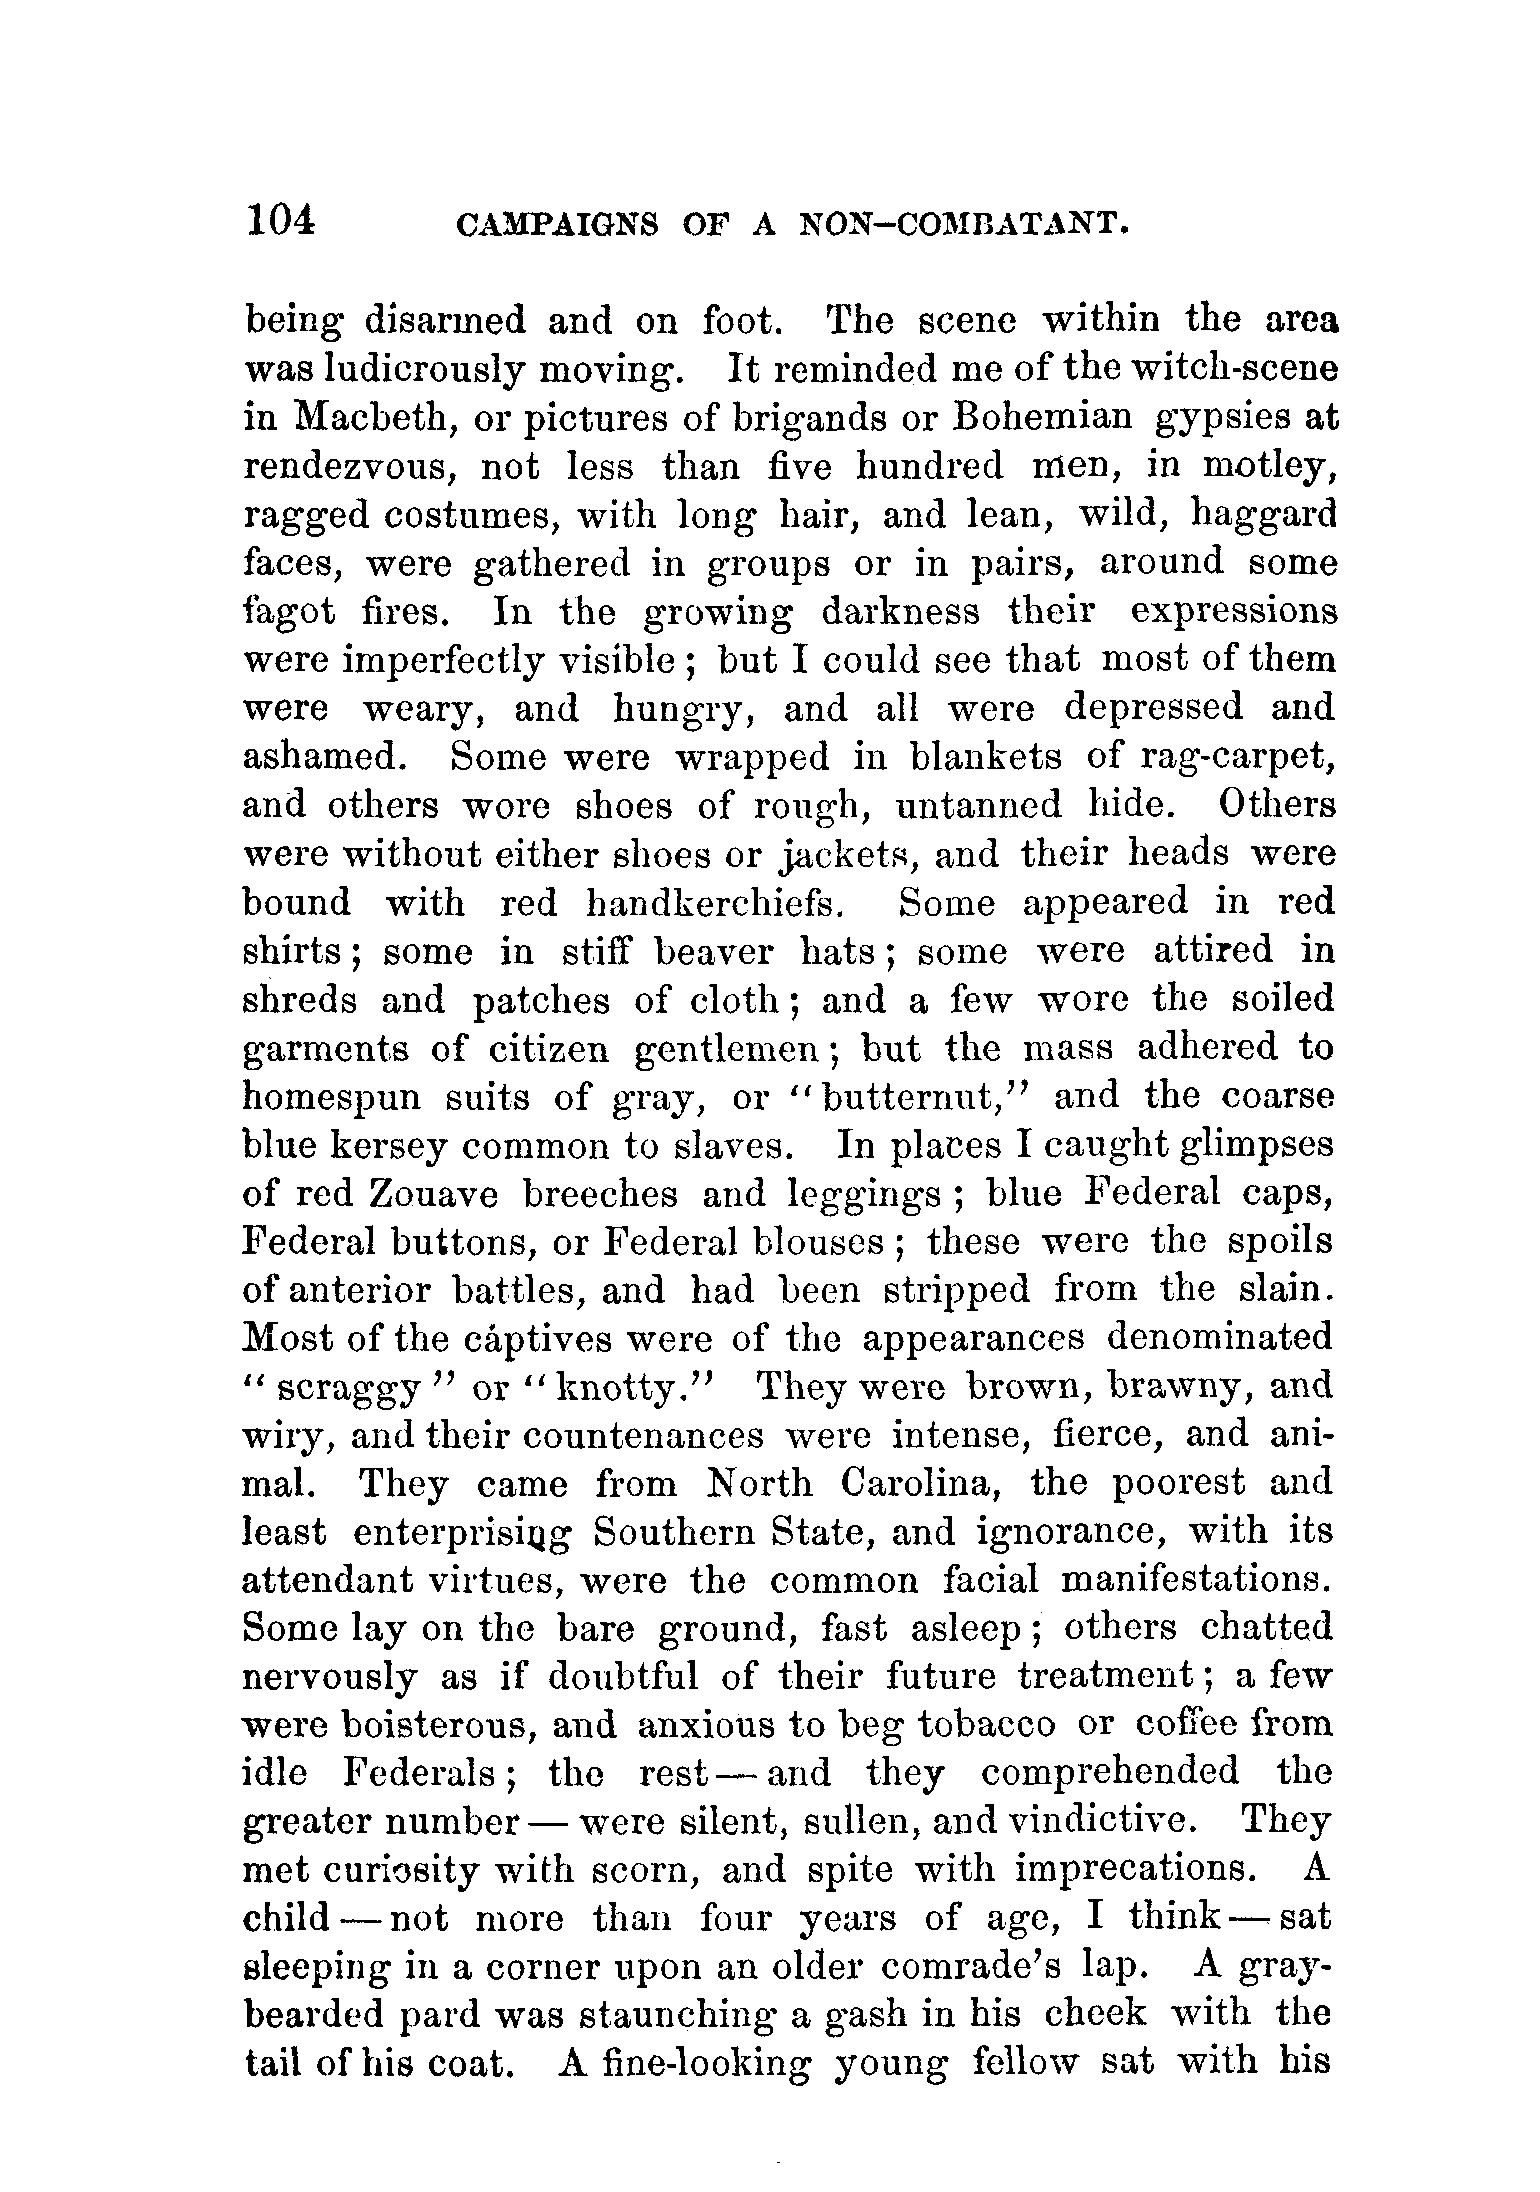 104 CAMPAIGNS OF A NON-COMBATANT.
being disarmed and on foot. The scene within the area
was ludicrously moving. It reminded me of the witch-scene
in Macbeth, or pictures of brigands or Bohemian gypsies at
rendezvous, not less than five hundred men, in motley,
ragged costumes, with long hair, and lean, wild, haggard
faces, were gathered in groups or in pairs, around some
fagot fires. In the growing darkness their expressions
were imperfectly visible ; but I could see that most of them
were weary, and hungry, and all were depressed and
ashamed. Some were wrapped in blankets of rag-carpet,
and others wore shoes of rough, untanned hide. Others
were without either shoes or jackets, and their heads were
bound with red handkerchiefs. Some appeared in red
shirts ; some in stiff beaver hats ; some were attired in
shreds and patches of cloth ; and a few wore the soiled
garments of citizen gentlemen ; but the mass adhered to
homespun suits of gray, or "butternut," and the coarse
blue kersey common to slaves. In places I caught glimpses
of red Zouave breeches and leggings ; blue Federal caps,
Federal buttons, or Federal blouses ; these were the spoils
of anterior battles, and had been stripped from the slain.
Most of the captives were of the appearances denominated
" scraggy " or " knotty." They were brown, brawny, and
wiry, and their countenances were intense, fierce, and ani-
mal. They came from North Carolina, the poorest and
least enterprising Southern State, and ignorance, with its
attendant virtues, were the common facial manifestations.
Some lay on the bare ground, fast asleep ; others chatted
nervously as if doubtful of their future treatment ; a few
were boisterous, and anxious to beg tobacco or coffee from
idle Federals ; the rest — and they comprehended the
greater number — were silent, sullen, and vindictive. They
met curiosity with scorn, and spite with imprecations. A
child — not more than four years of age, I think — sat
sleeping in a corner upon an older comrade's lap. A gray-
bearded pard was staunching a gash in his cheek with the
tail of his coat. A fine-looking young fellow sat with his